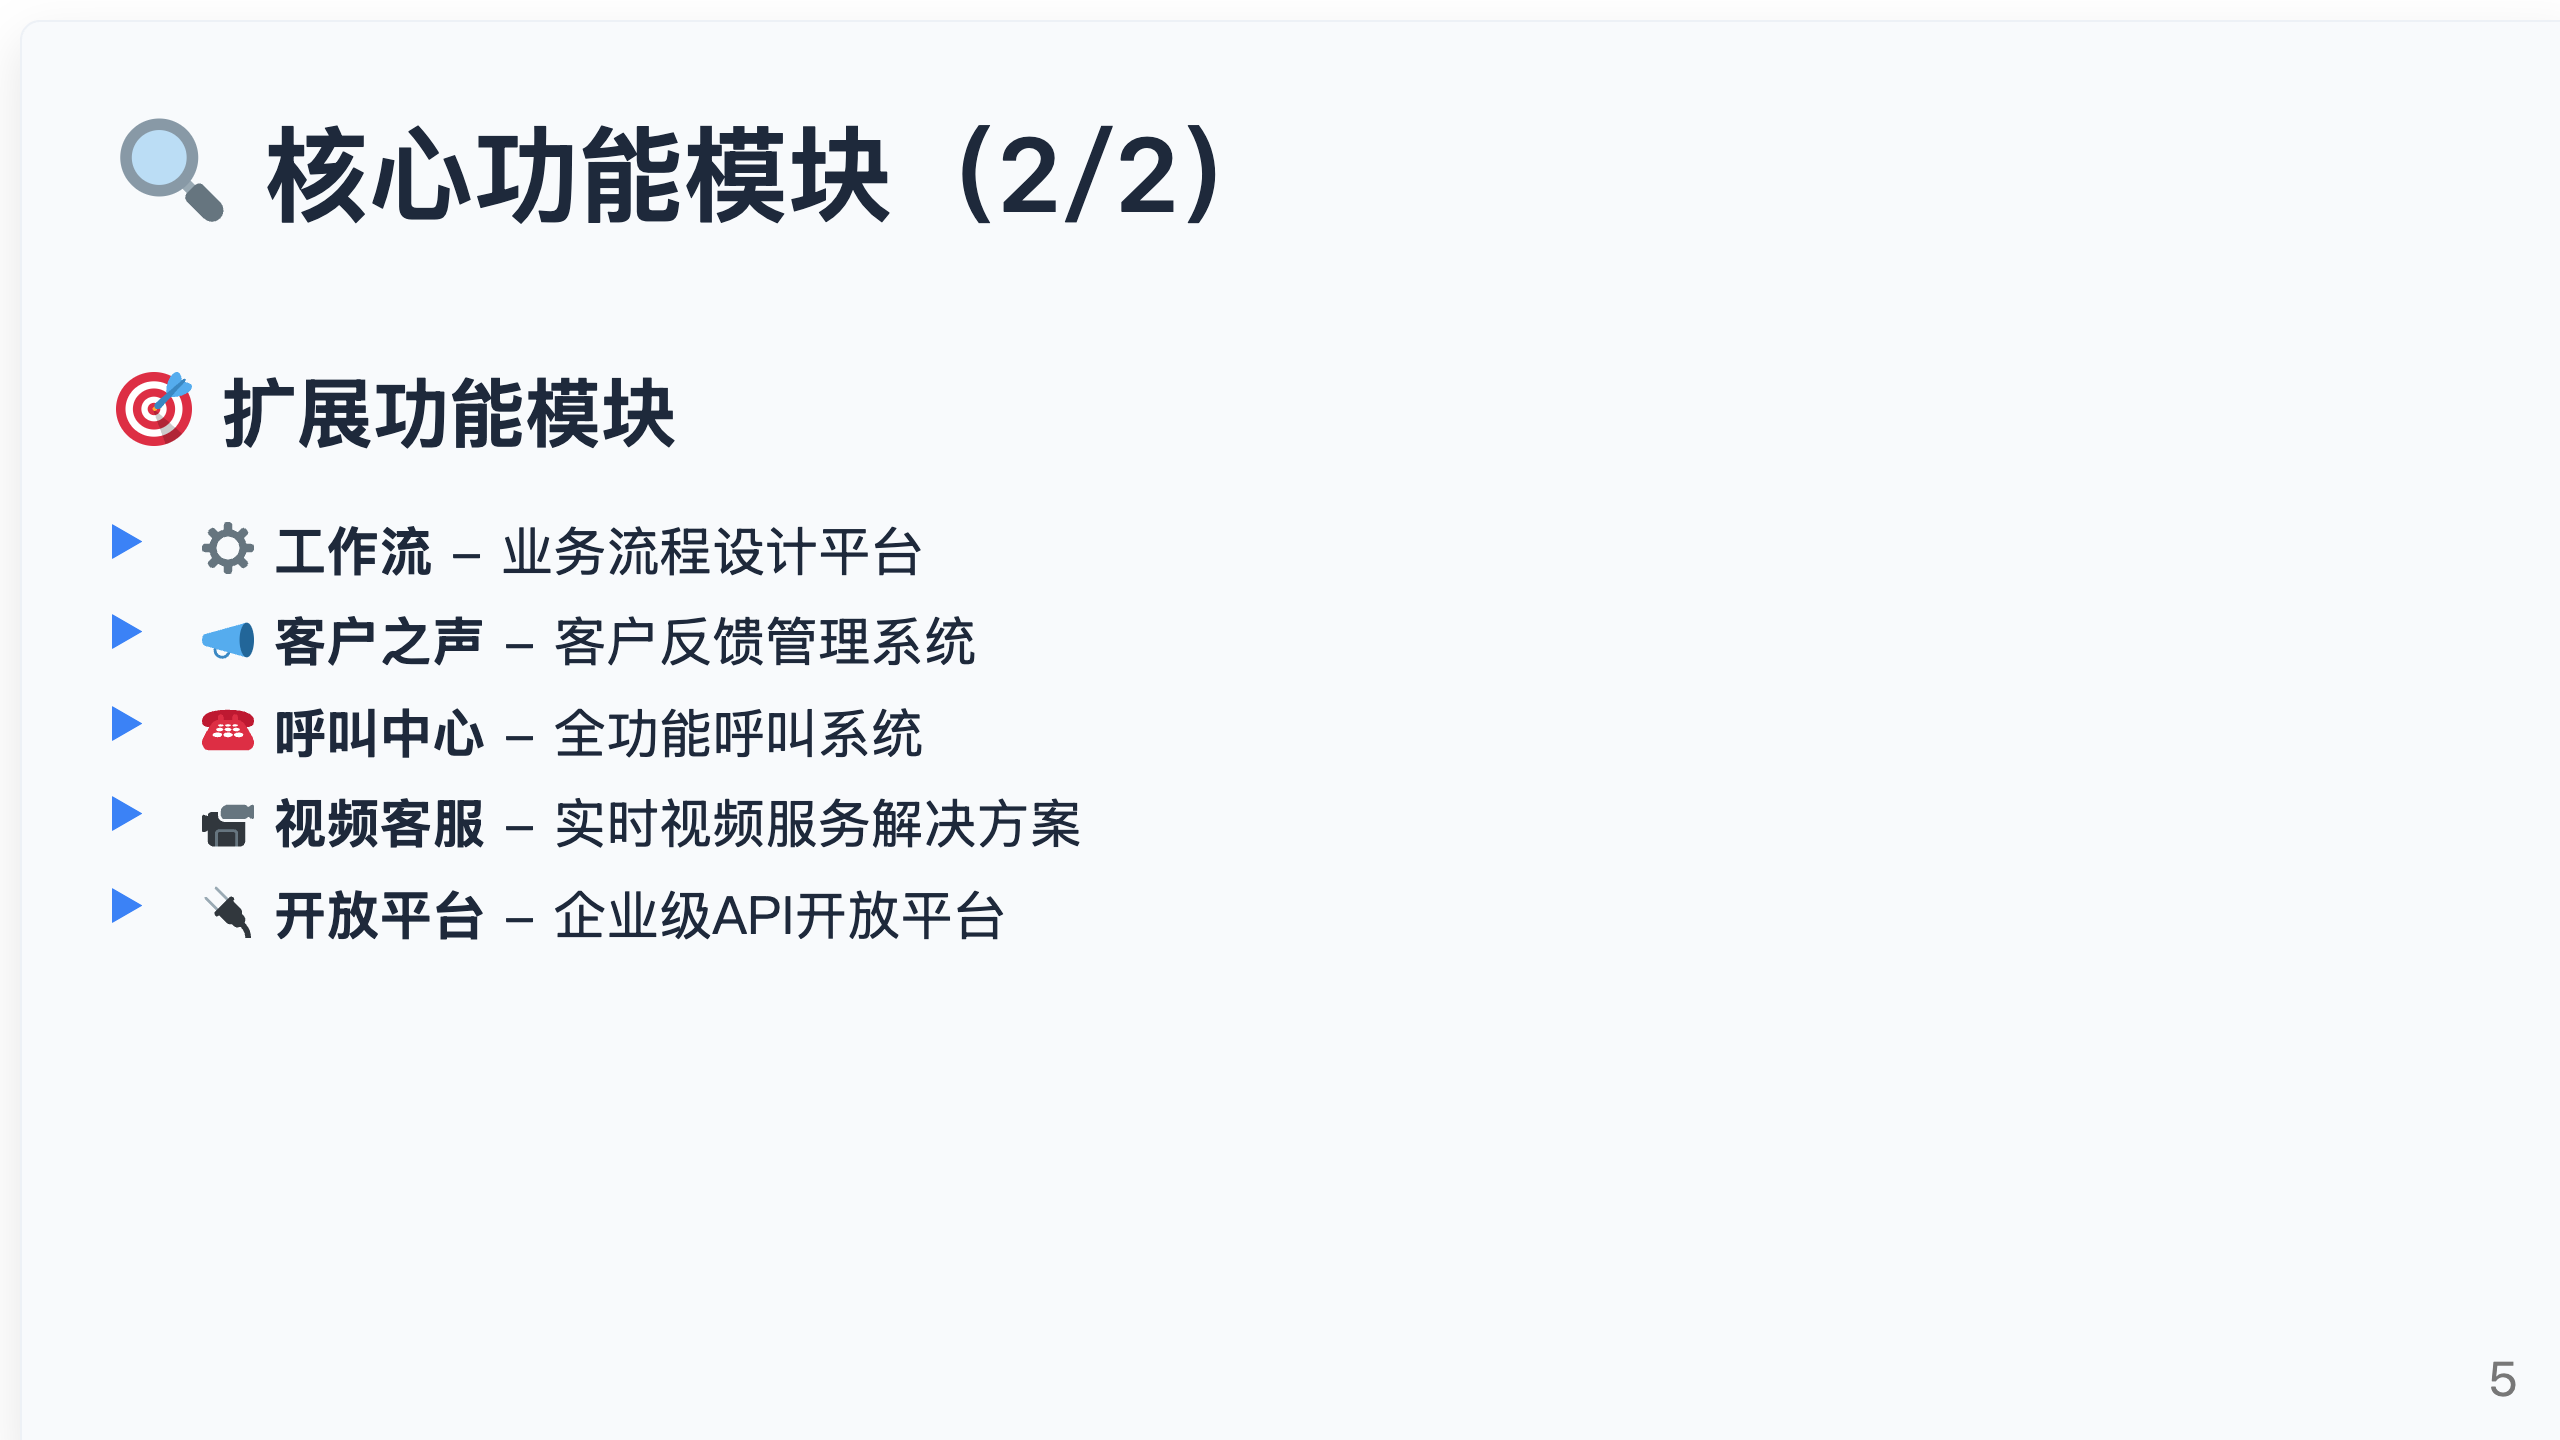 核心功能模块（2/2）
扩展功能模块
工作流 – 业务流程设计平台
客户之声 – 客户反馈管理系统
呼叫中心 – 全功能呼叫系统
视频客服 – 实时视频服务解决方案
开放平台 – 企业级API开放平台
5